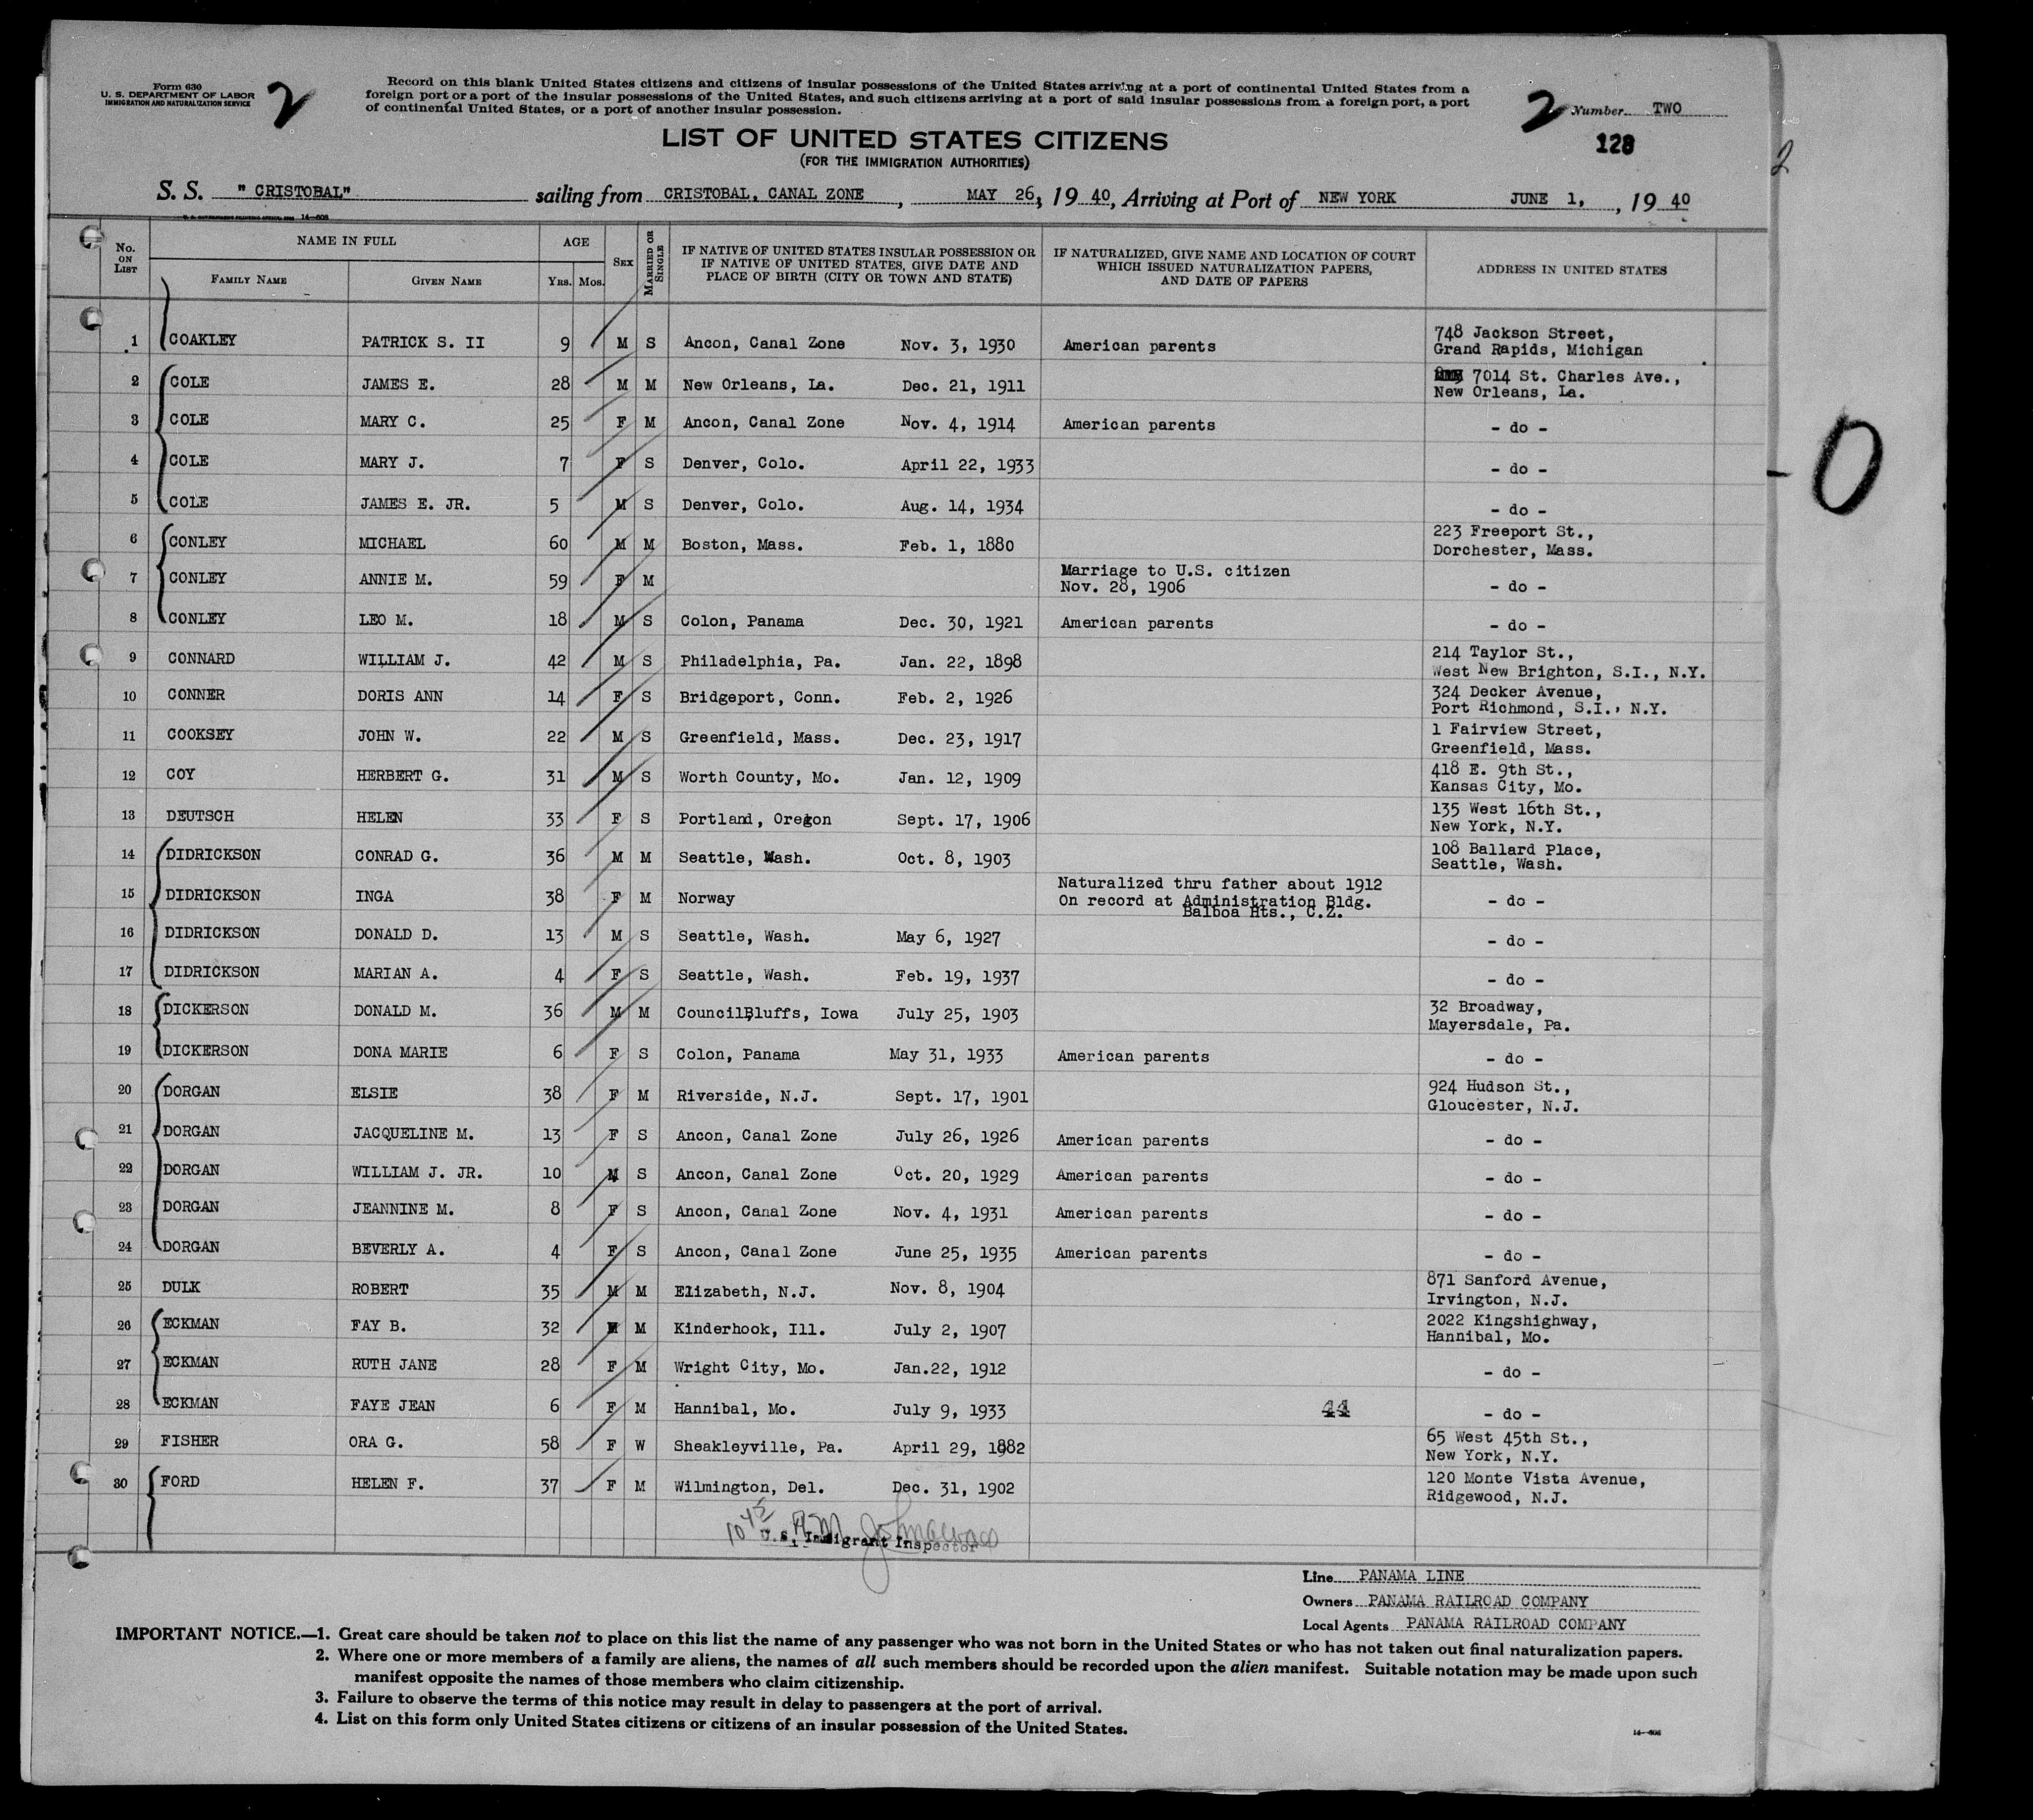 Form 630
U. S. DEPARTMENT OF LABOR
IMMIGRATION AND NATURALIZATION SERVICE
2
Record on this blank United States citizens and citizens of insular possessions of the United States arriving at a port of continental United States from a
foreign port or a port of the insular possessions of the United States, and such citizens arriving at a port of said insular possessions from a foreign port, a port
of continental United States, or a port of another insular possession.
2 Number TWO
128
2
LIST OF UNITED STATES CITIZENS
(FOR THE IMMIGRATION AUTHORITIES)
S. S. " CRISTOBAL" sailing from CRISTOBAL, CANAL ZONE, MAY 26, 19 40, Arriving at Port of NEW YORK JUNE 1, , 19 40
14-608
No. ON LIST
NAME IN FULL
FAMILY NAME
GIVEN NAME
AGE
YRS. MOS.
SEX
MARRIED OR SINGLE
IF NATIVE OF UNITED STATES INSULAR POSSESSION OR
IF NATIVE OF UNITED STATES, GIVE DATE AND
PLACE OF BIRTH (CITY OR TOWN AND STATE)
IF NATURALIZED, GIVE NAME AND LOCATION OF COURT
WHICH ISSUED NATURALIZATION PAPERS,
AND DATE OF PAPERS
ADDRESS IN UNITED STATES
1 COAKLEY PATRICK S. II 9 M S Ancon, Canal Zone Nov. 3, 1930 American parents 748 Jackson Street,
Grand Rapids, Michigan
2 COLE JAMES E. 28 M M New Orleans, La. Dec. 21, 1911 7014 St. Charles Ave.,
New Orleans, La.
3 COLE MARY C. 25 F M Ancon, Canal Zone Nov. 4, 1914 American parents - do -
4 COLE MARY J. 7 F S Denver, Colo. April 22, 1933 - do -
5 COLE JAMES E. JR. 5 M S Denver, Colo. Aug. 14, 1934 - do -
6 CONLEY MICHAEL 60 M M Boston, Mass. Feb. 1, 1880 223 Freeport St.,
Dorchester, Mass.
7 CONLEY ANNIE M. 59 F M Marriage to U.S. citizen
Nov. 28, 1906 - do -
8 CONLEY LEO M. 18 M S Colon, Panama Dec. 30, 1921 American parents - do -
9 CONNARD WILLIAM J. 42 M S Philadelphia, Pa. Jan. 22, 1898 214 Taylor St.,
West New Brighton, S.I., N.Y.
10 CONNER DORIS ANN 14 F S Bridgeport, Conn. Feb. 2, 1926 324 Decker Avenue,
Port Richmond, S.I., N.Y.
11 COOKSEY JOHN W. 22 M S Greenfield, Mass. Dec. 23, 1917 1 Fairview Street,
Greenfield, Mass.
12 COY HERBERT G. 31 M S Worth County, Mo. Jan. 12, 1909 418 E. 9th St.,
Kansas City, Mo.
13 DEUTSCH HELEN 33 F S Portland, Oregon Sept. 17, 1906 135 West 16th St.,
New York, N.Y.
14 DIDRICKSON CONRAD G. 36 M M Seattle, Wash. Oct. 8, 1903 108 Ballard Place,
Seattle, Wash.
15 DIDRICKSON INGA 38 F M Norway Naturalized thru father about 1912
On record at Administration Bldg.
Balboa Hts., C.Z. - do -
16 DIDRICKSON DONALD D. 13 M S Seattle, Wash. May 6, 1927 - do -
17 DIDRICKSON MARIAN A. 4 F S Seattle, Wash. Feb. 19, 1937 - do -
18 DICKERSON DONALD M. 36 M M CouncilBluffs, Iowa July 25, 1903 32 Broadway,
Mayersdale, Pa.
19 DICKERSON DONA MARIE 6 F S Colon, Panama May 31, 1933 American parents - do -
20 DORGAN ELSIE 38 F M Riverside, N.J. Sept. 17, 1901 924 Hudson St.,
Gloucester, N.J.
21 DORGAN JACQUELINE M. 13 F S Ancon, Canal Zone July 26, 1926 American parents - do -
22 DORGAN WILLIAM J. JR. 10 M S Ancon, Canal Zone Oct. 20, 1929 American parents - do -
23 DORGAN JEANNINE M. 8 F S Ancon, Canal Zone Nov. 4, 1931 American parents - do -
24 DORGAN BEVERLY A. 4 F S Ancon, Canal Zone June 25, 1935 American parents - do -
25 DULK ROBERT 35 M M Elizabeth, N.J. Nov. 8, 1904 871 Sanford Avenue,
Irvington, N.J.
26 ECKMAN FAY B. 32 M M Kinderhook, Ill. July 2, 1907 2022 Kingshighway,
Hannibal, Mo.
27 ECKMAN RUTH JANE 28 F M Wright City, Mo. Jan.22, 1912 - do -
28 ECKMAN FAYE JEAN 6 F M Hannibal, Mo. July 9, 1933 44 - do -
29 FISHER ORA G. 58 F W Sheakleyville, Pa. April 29, 1882 65 West 45th St.,
New York, N.Y.
30 FORD HELEN F. 37 F M Wilmington, Del. Dec. 31, 1902 120 Monte Vista Avenue,
Ridgewood, N.J.
- 0
10 45 AM
U. S. Immigrant Inspector
Line PANAMA LINE
Owners PANAMA RAILROAD COMPANY
Local Agents PANAMA RAILROAD COMPANY
IMPORTANT NOTICE.—1. Great care should be taken not to place on this list the name of any passenger who was not born in the United States or who has not taken out final naturalization papers.
2. Where one or more members of a family are aliens, the names of all such members should be recorded upon the alien manifest. Suitable notation may be made upon such
manifest opposite the names of those members who claim citizenship.
3. Failure to observe the terms of this notice may result in delay to passengers at the port of arrival.
4. List on this form only United States citizens or citizens of an insular possession of the United States.
14-608